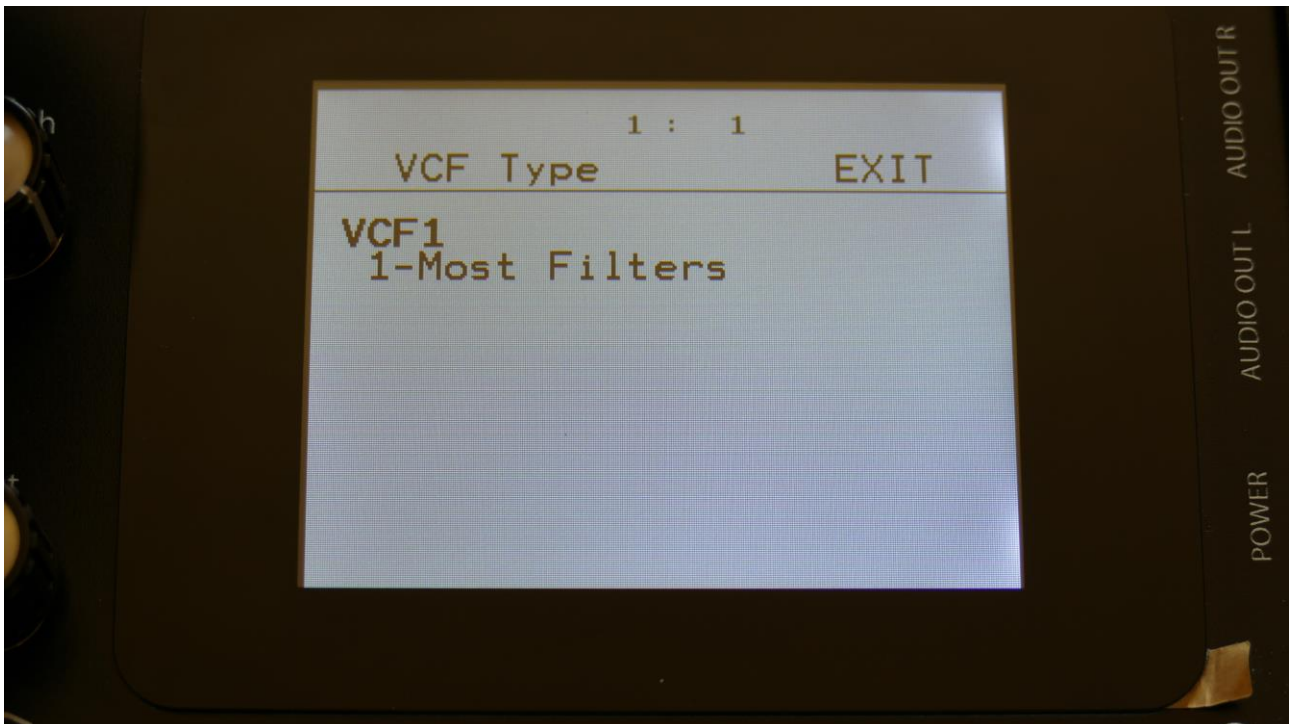 1 : 1
VCF Type EXIT
VCF1
1-Most Filters
AUDIO OUT R
AUDIO OUT L
POWER